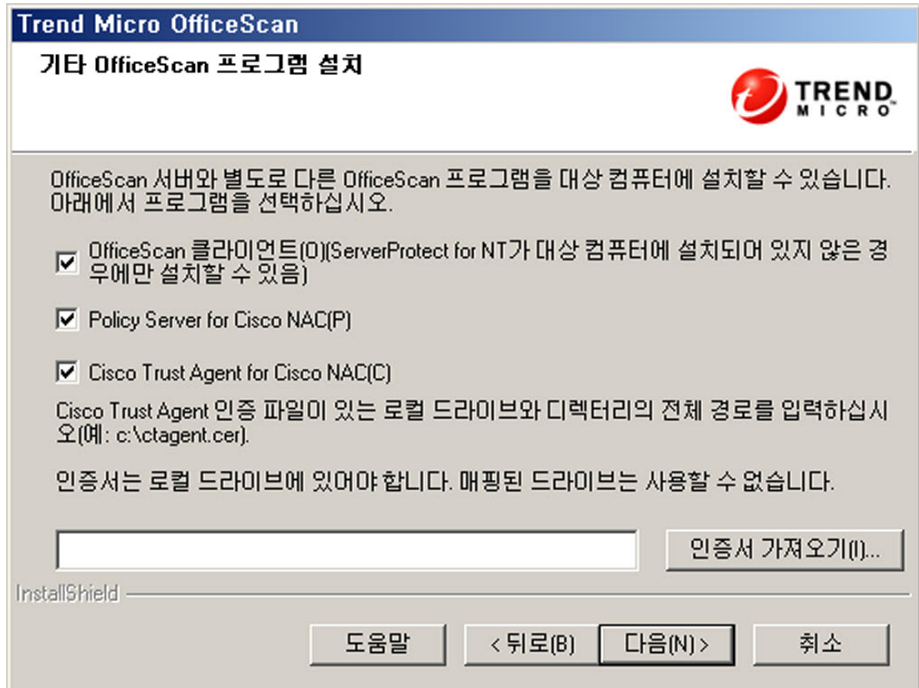 Trend Micro OfficeScan
기타 OfficeScan 프로그램 설치
TREND
MICRO™
OfficeScan 서버와 별도로 다른 OfficeScan 프로그램을 대상 컴퓨터에 설치할 수 있습니다.
아래에서 프로그램을 선택하십시오.
OfficeScan 클라이언트(O)(ServerProtect for NT가 대상 컴퓨터에 설치되어 있지 않은 경
우에만 설치할 수 있음)
Policy Server for Cisco NAC(P)
Cisco Trust Agent for Cisco NAC(C)
Cisco Trust Agent 인증 파일이 있는 로컬 드라이브와 디렉터리의 전체 경로를 입력하십시
오(예: c:\ctagent.cer).
인증서는 로컬 드라이브에 있어야 합니다. 매핑된 드라이브는 사용할 수 없습니다.
인증서 가져오기(I)...
InstallShield
도움말
< 뒤로(B)
다음(N) >
취소